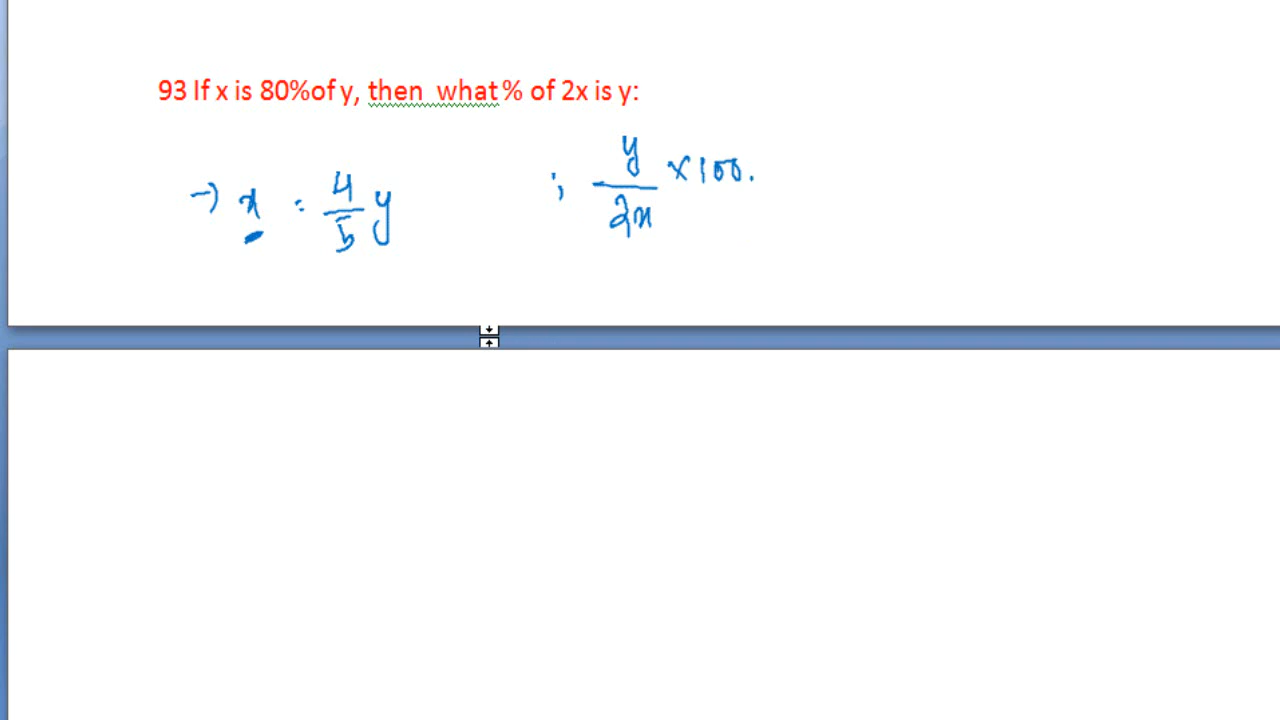 93 If x is 80%of y, then what % of 2x is y:
→ x = 4/5 y ; y/2x × 100.